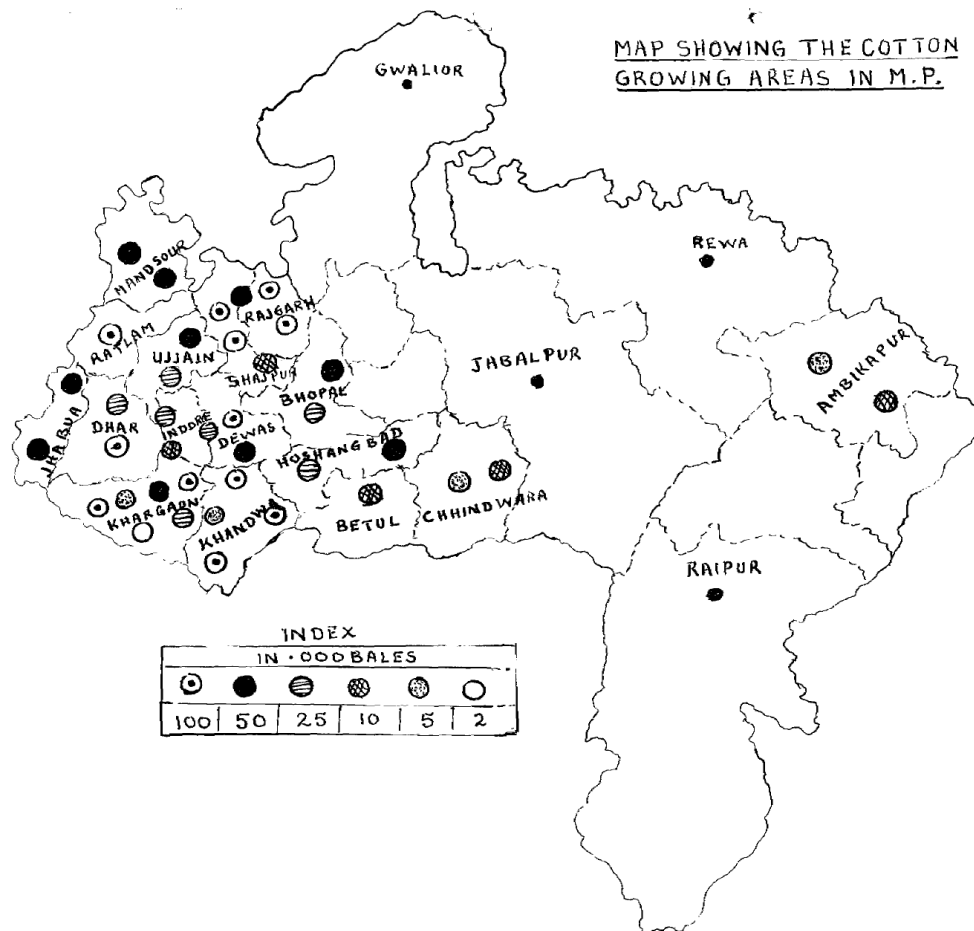 MAP SHOWING THE COTTON
GROWING AREAS IN M.P.
GWALIOR
REWA
MANDSOUR
RAJGARH
RATLAM
UJJAIN
SHAJPUR
JABALPUR
AMBIKAPUR
BHOPAL
JHABUA
DHAR
INDORE
DEWAS
HOSHANGBAD
KHARGAON
KHANDWA
BETUL
CHHINDWARA
RAIPUR
INDEX
IN .000 BALES
100 50 25 10 5 2